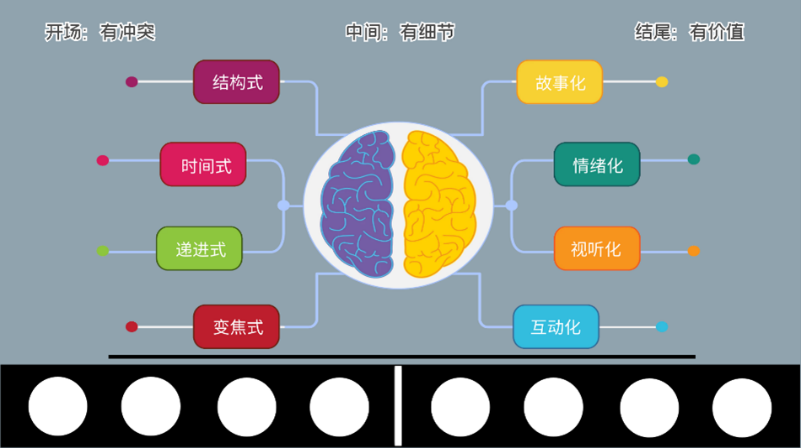 开场：有冲突
中间：有细节
结尾：有价值
结构式
故事化
时间式
情绪化
递进式
视听化
变焦式
互动化